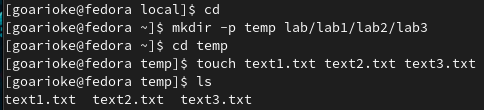 [goarioke@fedora local]$ cd
[goarioke@fedora ~]$ mkdir -p temp lab/lab1/lab2/lab3
[goarioke@fedora ~]$ cd temp
[goarioke@fedora temp]$ touch text1.txt text2.txt text3.txt
[goarioke@fedora temp]$ ls
text1.txt  text2.txt  text3.txt